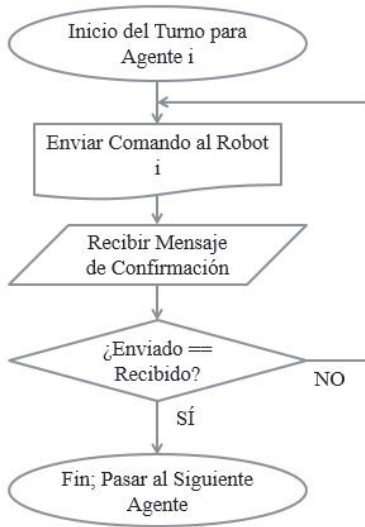 Inicio del Turno para
Agente i
Enviar Comando al Robot
i
Recibir Mensaje
de Confirmación
¿Enviado ==
Recibido?
NO
SÍ
Fin; Pasar al Siguiente
Agente